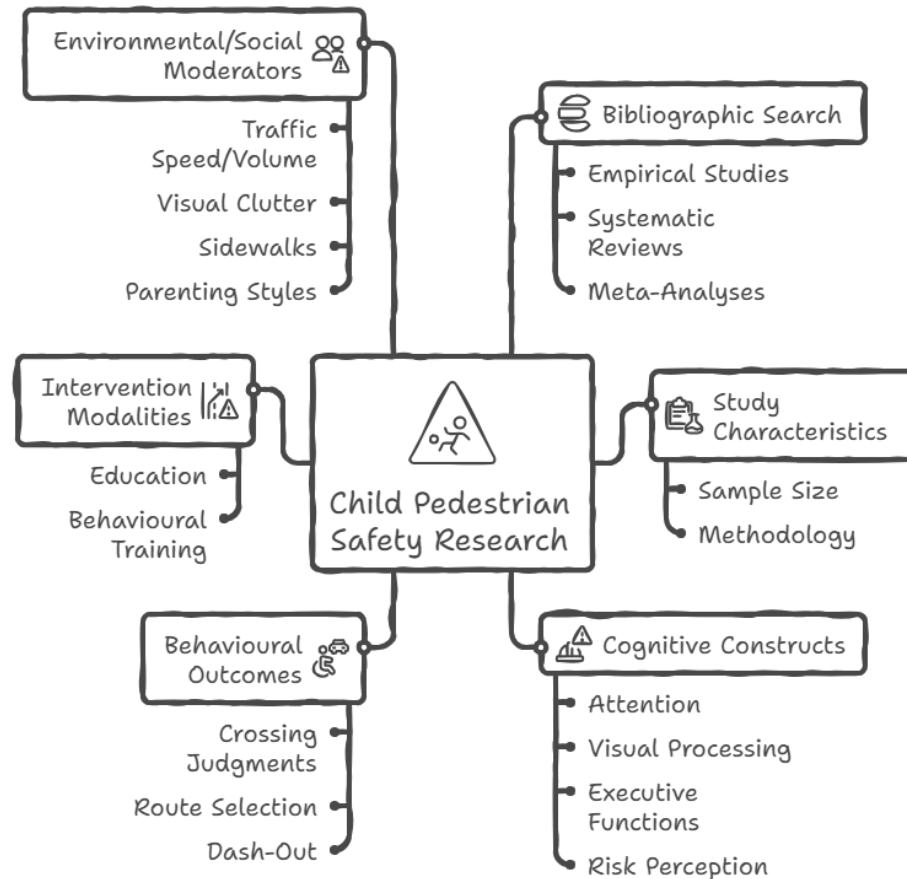 Environmental/Social
Moderators
Traffic
Speed/Volume
Visual Clutter
Sidewalks
Parenting Styles
Bibliographic Search
Empirical Studies
Systematic
Reviews
Meta-Analyses
Intervention
Modalities
Education
Behavioural
Training
Child Pedestrian
Safety Research
Study
Characteristics
Sample Size
Methodology
Behavioural
Outcomes
Crossing
Judgments
Route Selection
Dash-Out
Cognitive Constructs
Attention
Visual Processing
Executive
Functions
Risk Perception